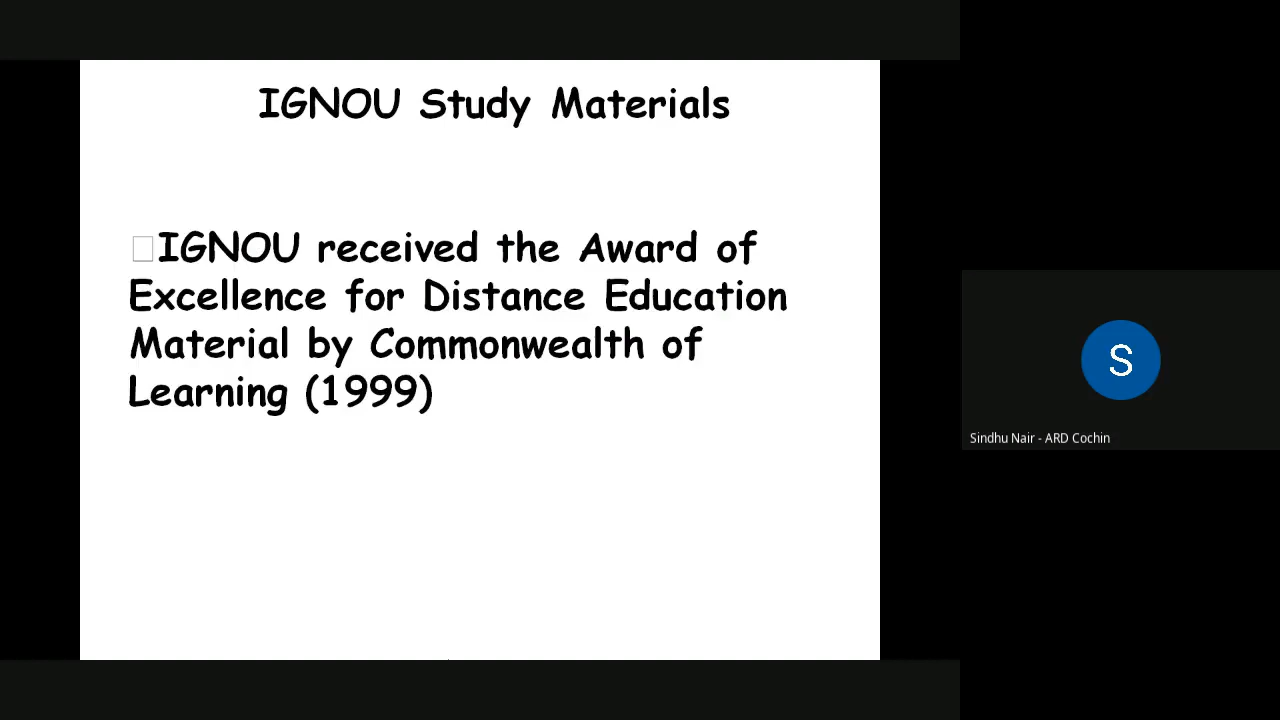 IGNOU Study Materials
IGNOU received the Award of
Excellence for Distance Education
Material by Commonwealth of
Learning (1999)
S
Sindhu Nair - ARD Cochin